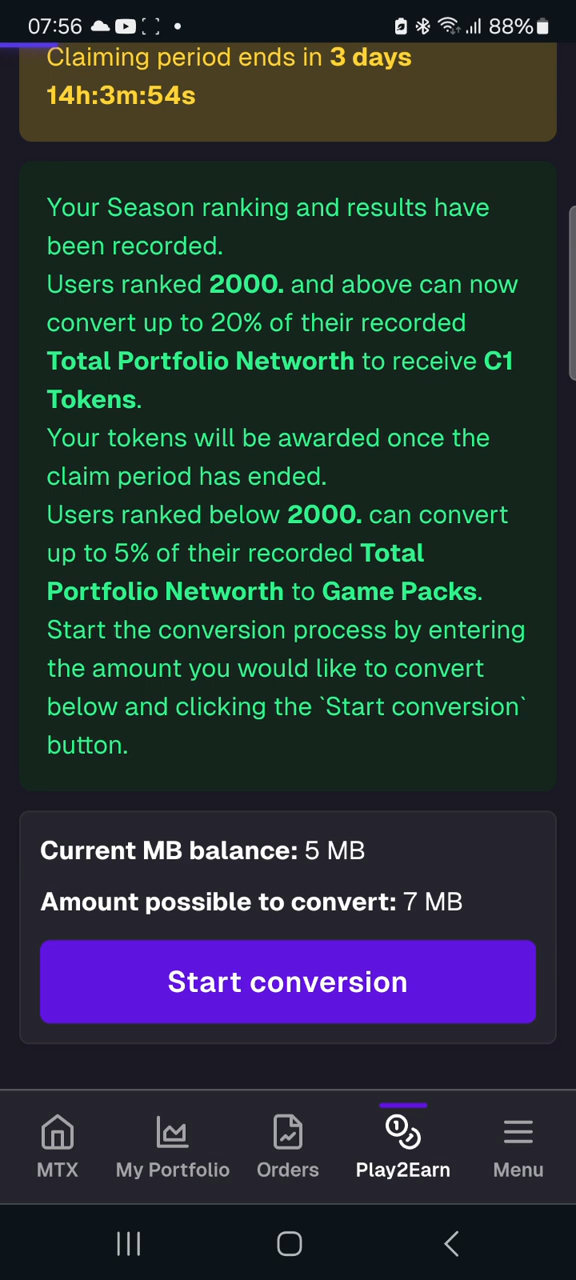 07:56
88%
Claiming period ends in 3 days
14h:3m:54s
Your Season ranking and results have
been recorded.
Users ranked 2000. and above can now
convert up to 20% of their recorded
Total Portfolio Networth to receive C1
Tokens.
Your tokens will be awarded once the
claim period has ended.
Users ranked below 2000. can convert
up to 5% of their recorded Total
Portfolio Networth to Game Packs.
Start the conversion process by entering
the amount you would like to convert
below and clicking the `Start conversion`
button.
Current MB balance: 5 MB
Amount possible to convert: 7 MB
Start conversion
MTX
My Portfolio
Orders
Play2Earn
Menu